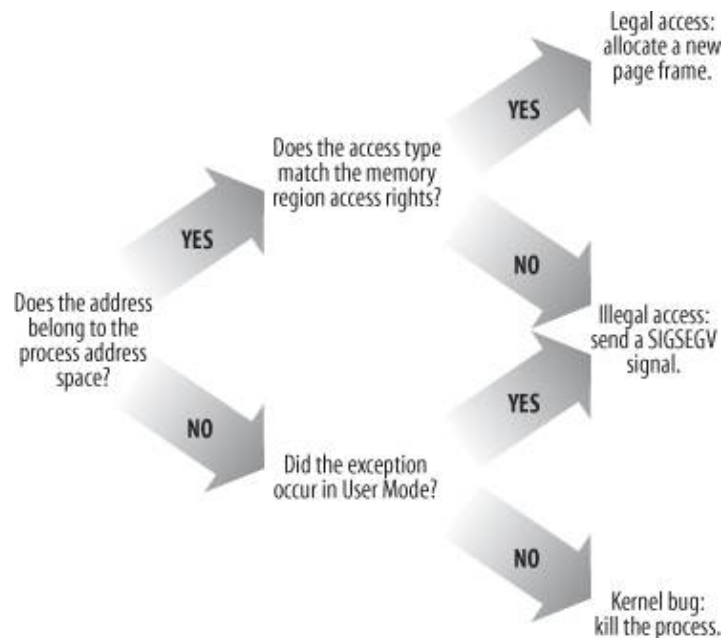 Legal access:
allocate a new
page frame.
YES
Does the access type
match the memory
region access rights?
YES
NO
Does the address
belong to the
process address
space?
Illegal access:
send a SIGSEGV
signal.
YES
NO
Did the exception
occur in User Mode?
NO
Kernel bug:
kill the process.